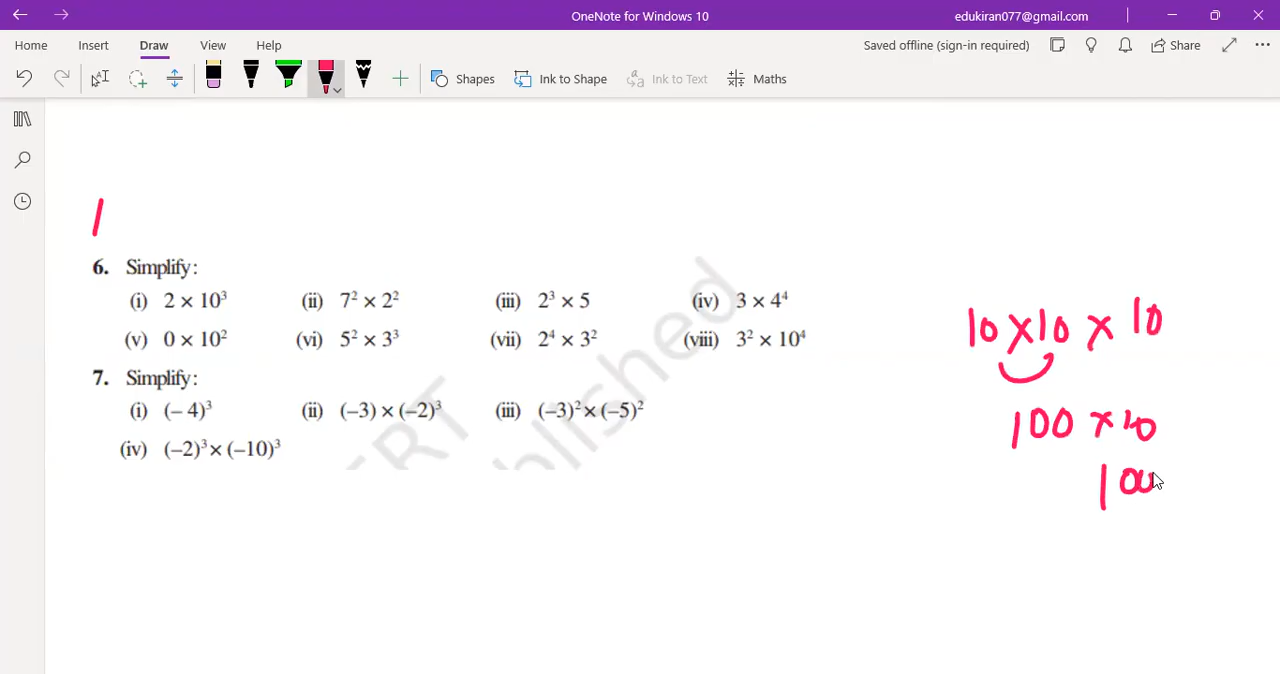 OneNote for Windows 10
edukiran077@gmail.com
Home Insert Draw View Help
Saved offline (sign-in required) Share
Shapes Ink to Shape Ink to Text Maths
6. Simplify:
(i) 2 × 10³ (ii) 7² × 2² (iii) 2³ × 5 (iv) 3 × 4⁴
(v) 0 × 10² (vi) 5² × 3³ (vii) 2⁴ × 3² (viii) 3² × 10⁴
7. Simplify:
(i) (– 4)³ (ii) (–3) × (–2)³ (iii) (–3)² × (–5)²
(iv) (–2)³ × (–10)³
10 × 10 × 10
100 × 10